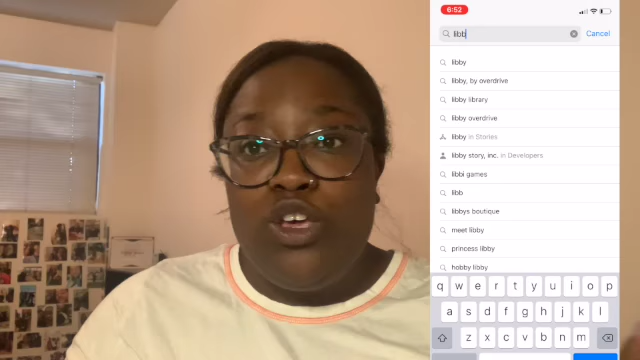 6:52
libb
Cancel
libby
libby, by overdrive
libby library
libby overdrive
libby in Stories
libby story, inc. in Developers
libbi games
libb
libbys boutique
meet libby
princess libby
hobby libby
q w e r t y u i o p
a s d f g h j k l
z x c v b n m